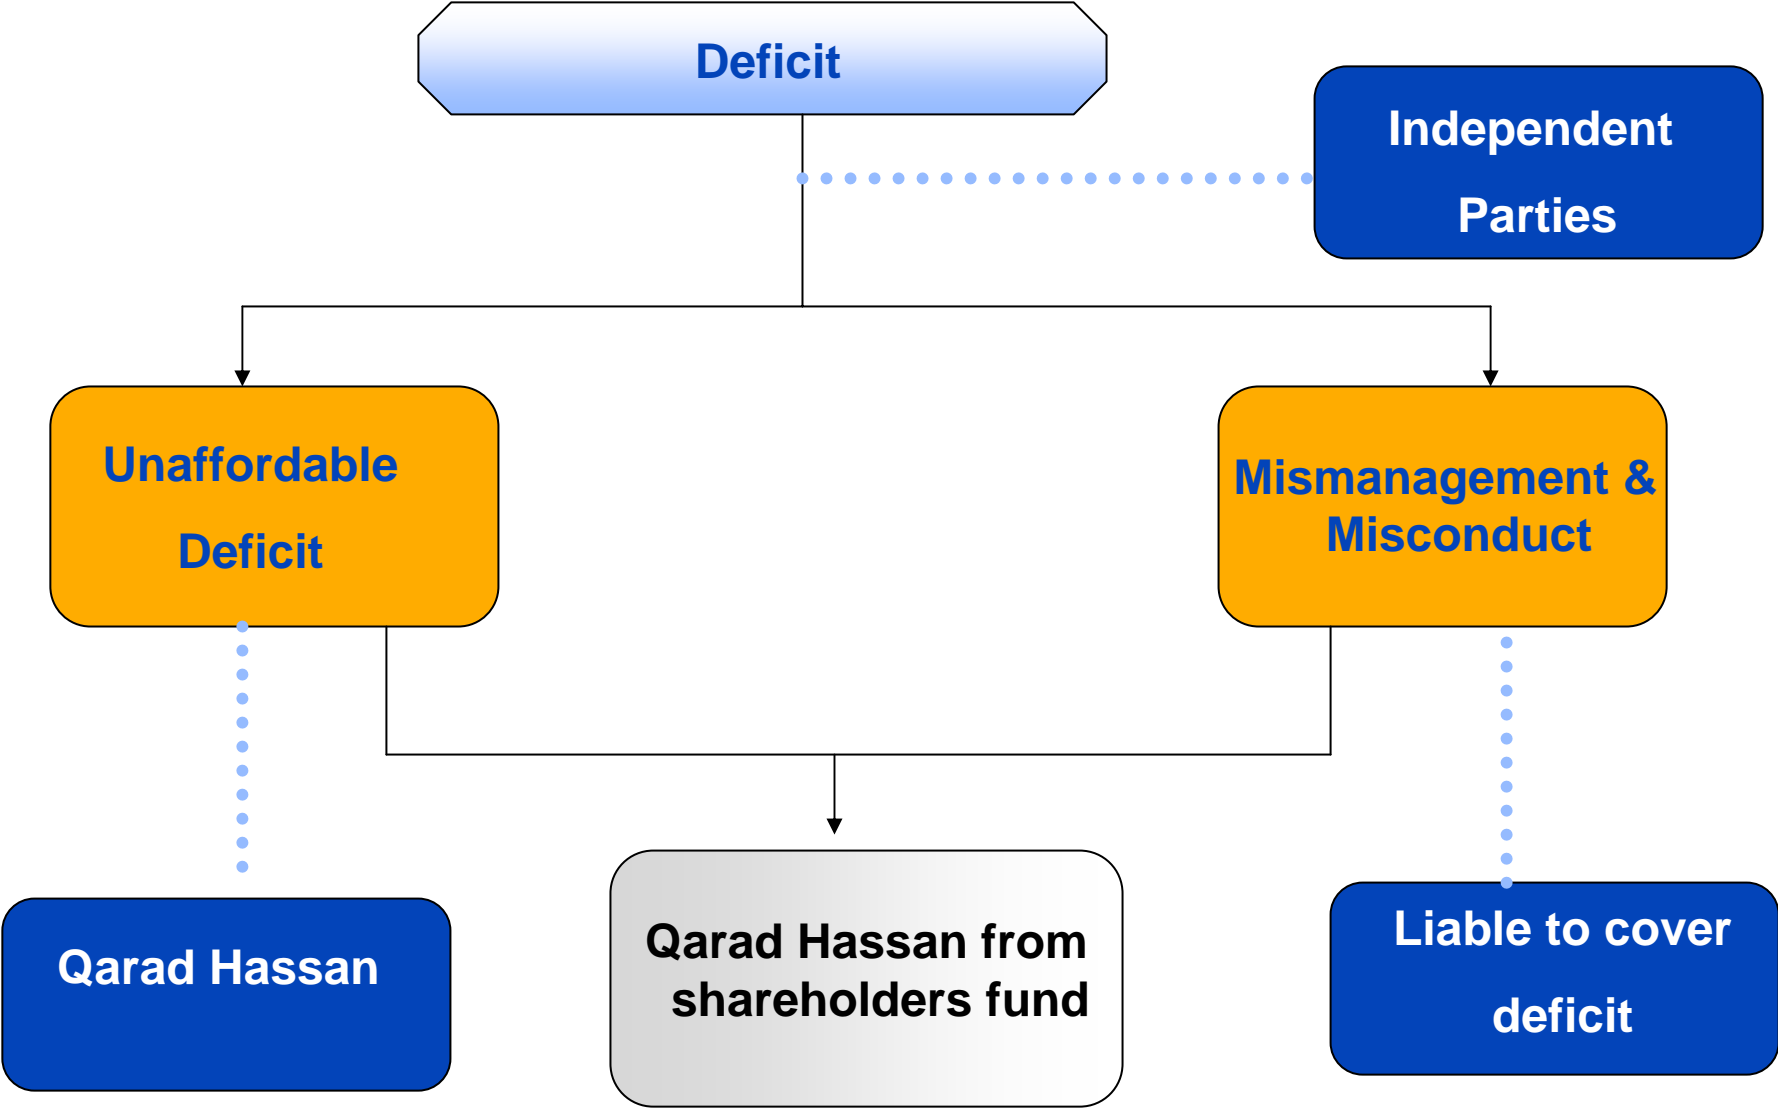 Deficit
Independent
Parties
Unaffordable
Deficit
Mismanagement &
Misconduct
Qarad Hassan
Qarad Hassan from
shareholders fund
Liable to cover
deficit